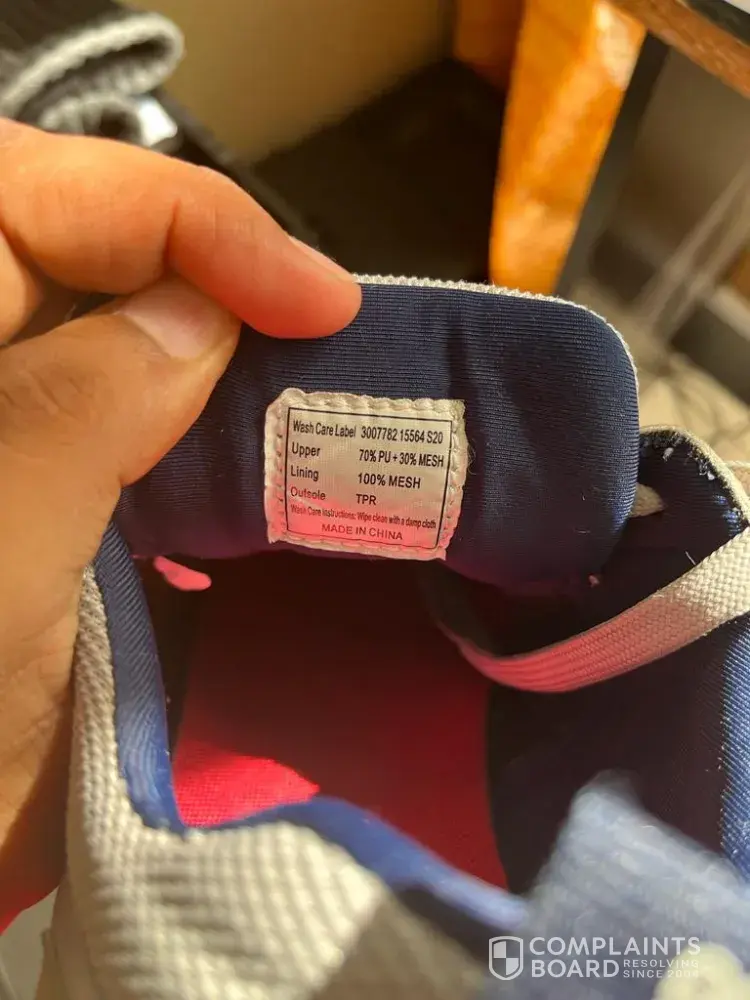 Wash Care Label 3007782 15564 S20
Upper 70% PU + 30% MESH
Lining 100% MESH
Outsole TPR
Wash Care Instructions: Wipe clean with a damp cloth
MADE IN CHINA
COMPLAINTS
BOARD RESOLVING
SINCE 2004